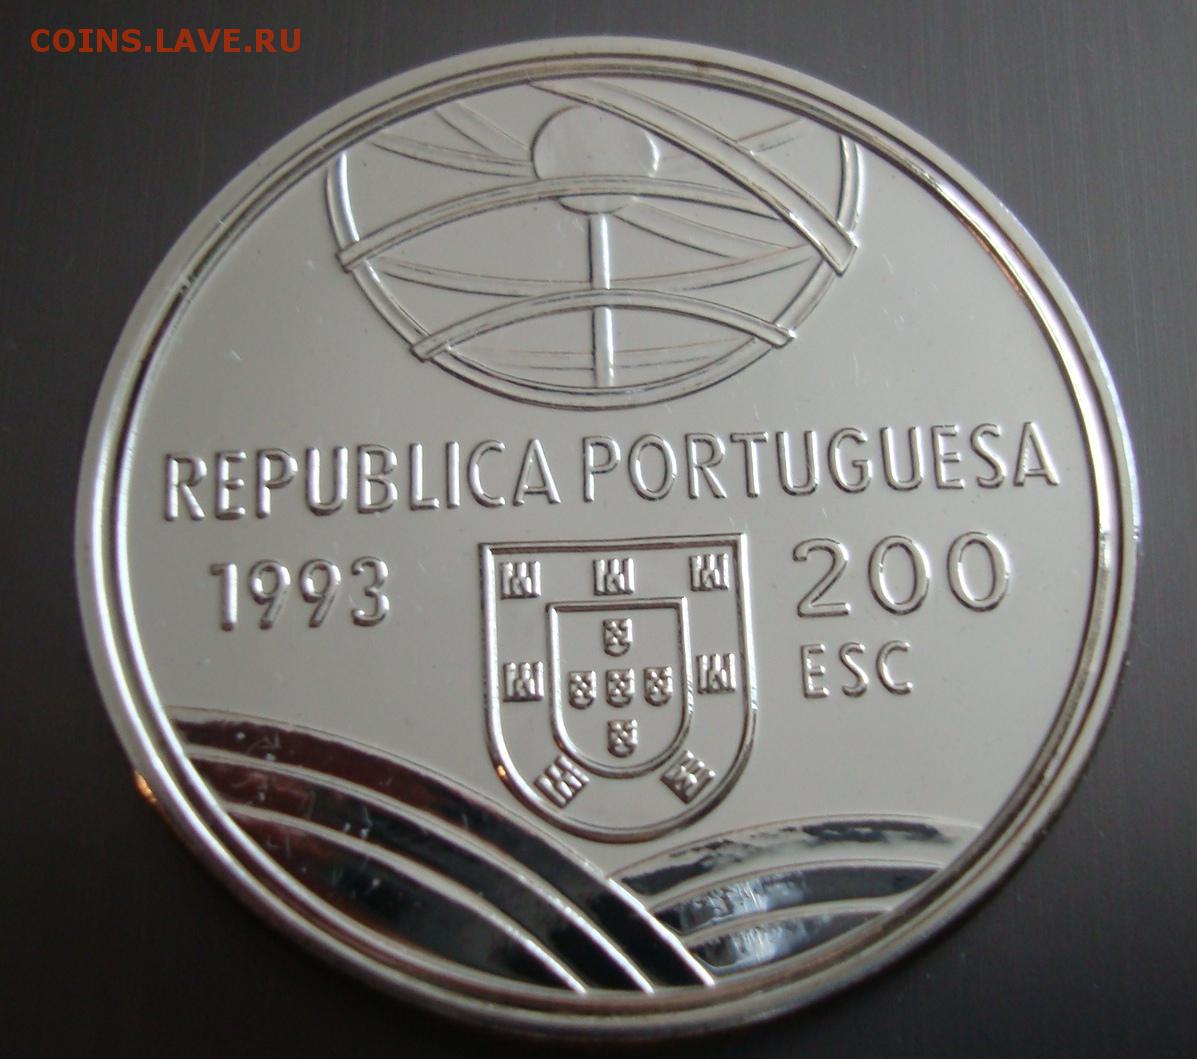 COINS.LAVE.RU
REPUBLICA PORTUGUESA
1993
200
ESC